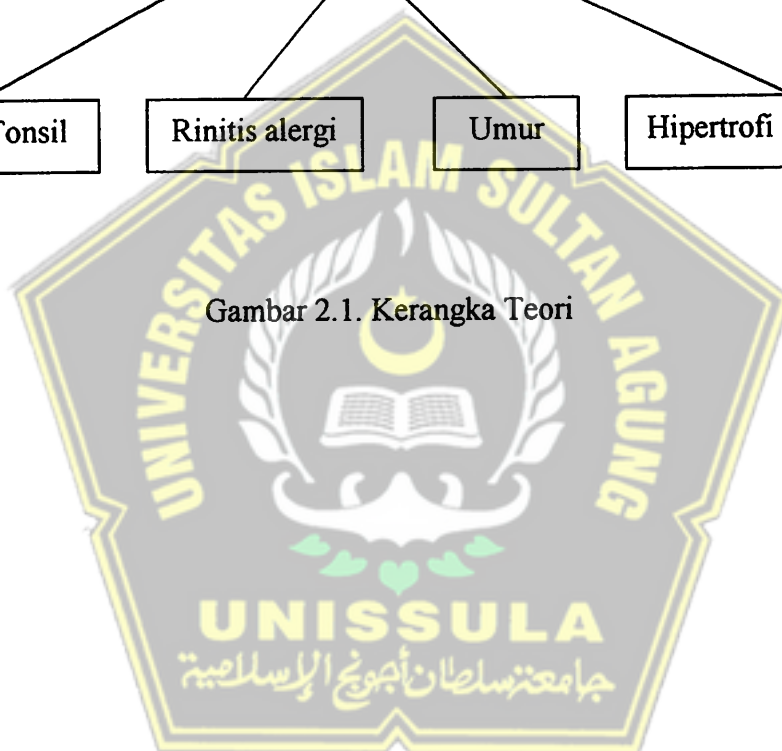 Tonsil
Rinitis alergi
Umur
Hipertrofi
Gambar 2.1. Kerangka Teori
UNIVERSITAS ISLAM SULTAN AGUNG
UNISSULA
جامعة سلطان أجونج الإسلامية